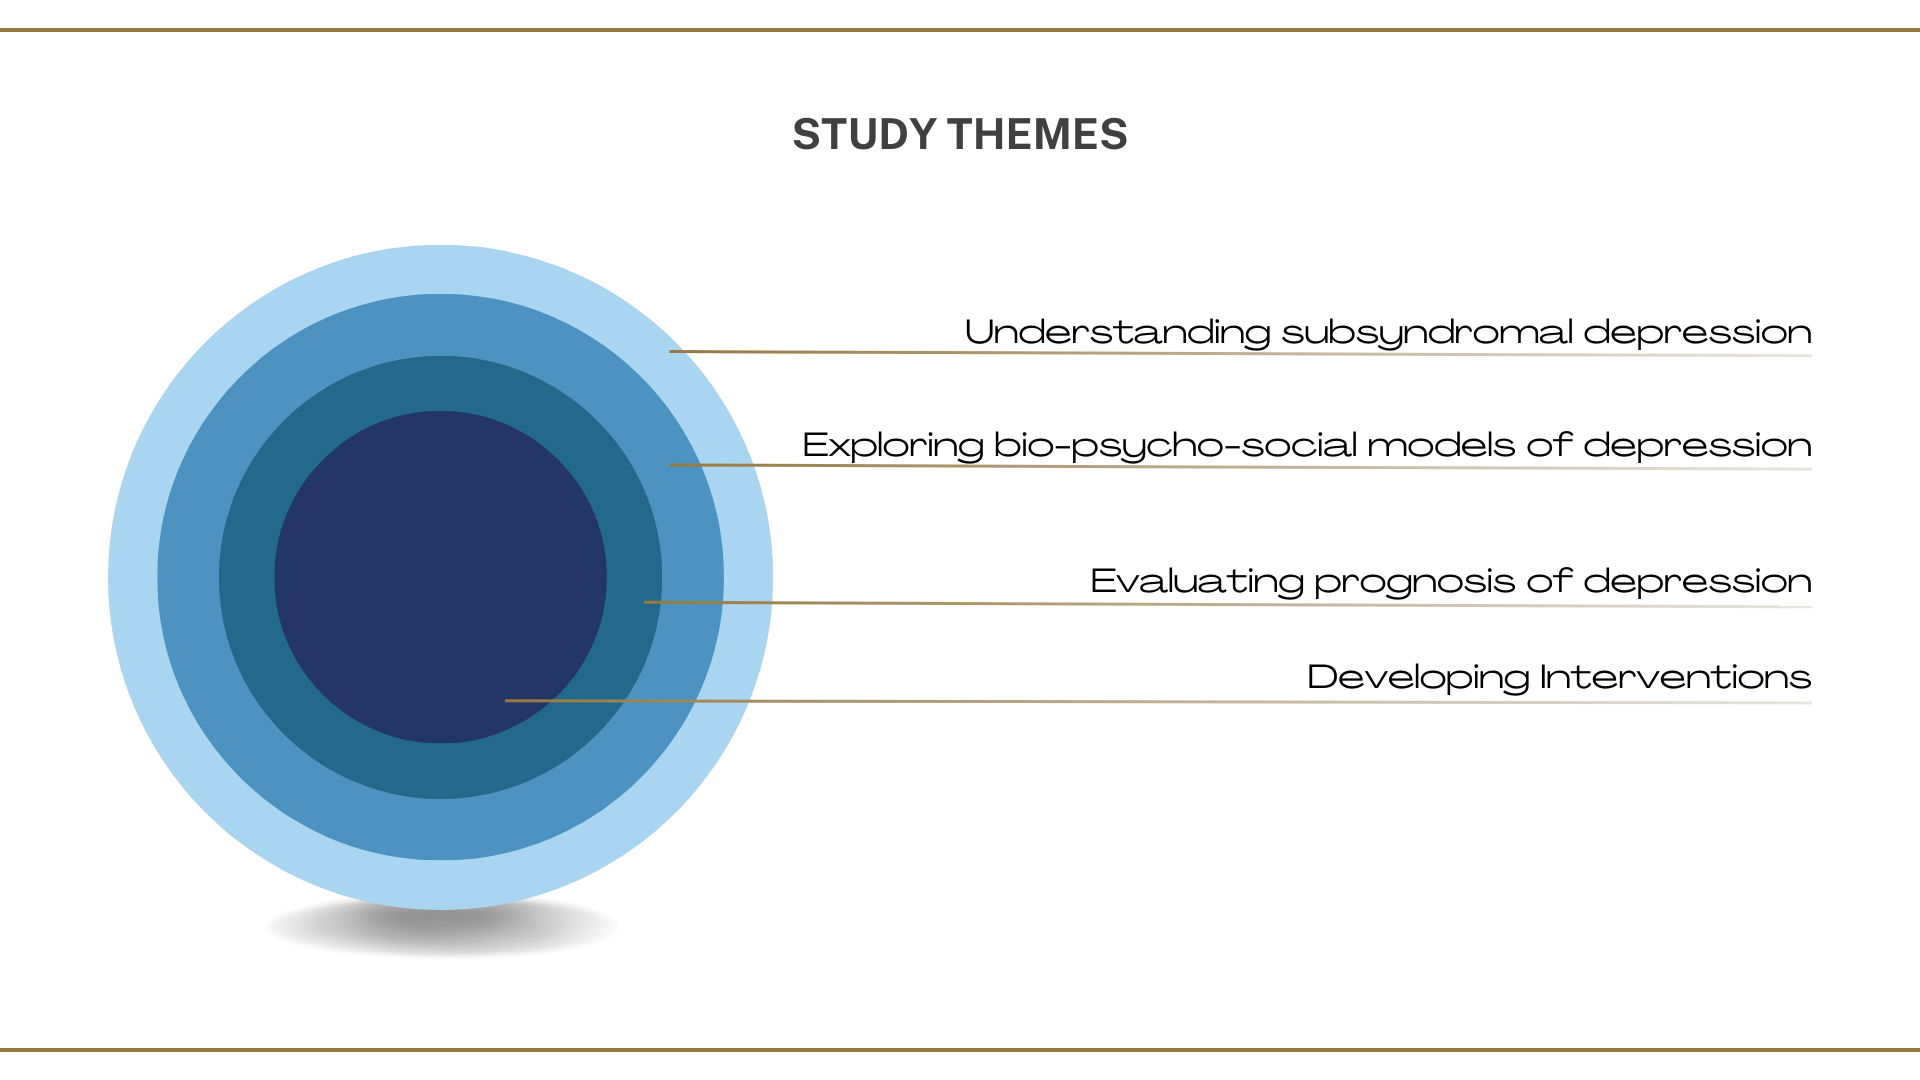 STUDY THEMES
Understanding subsyndromal depression
Exploring bio-psycho-social models of depression
Evaluating prognosis of depression
Developing Interventions